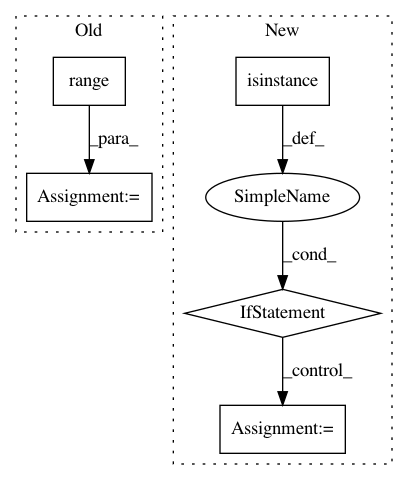 Old
New
range
isinstance
_para_
_def_
Assignment:=
SimpleName
_cond_
IfStatement
_control_
Assignment:=